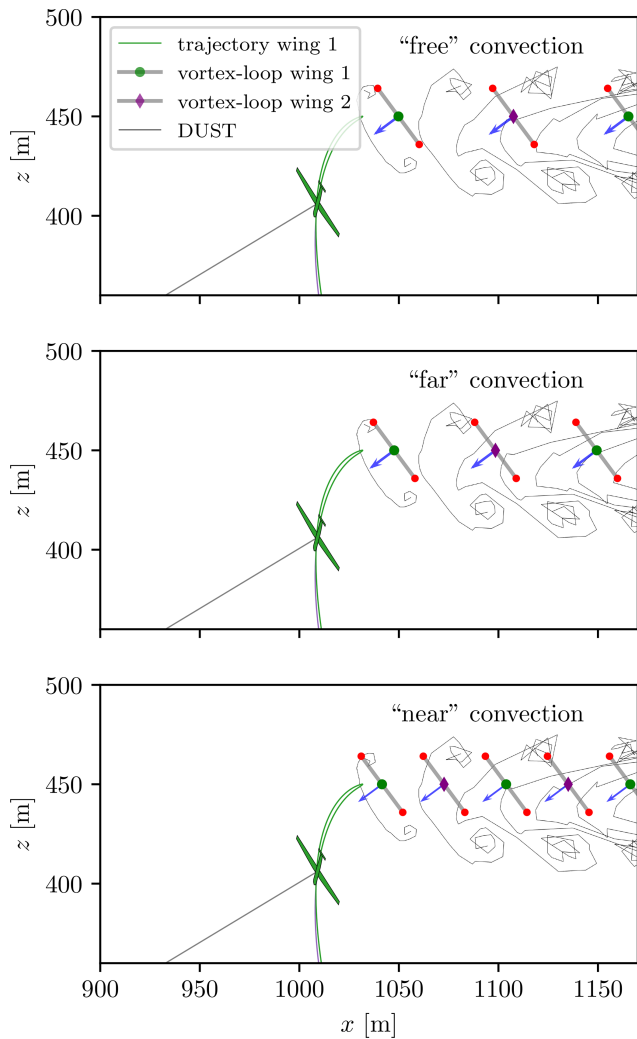 500
"free" convection
trajectory wing 1
vortex-loop wing 1
vortex-loop wing 2
DUST
450
400
z [m]
500
"far" convection
450
400
z [m]
500
"near" convection
450
400
z [m]
900 950 1000 1050 1100 1150
x [m]